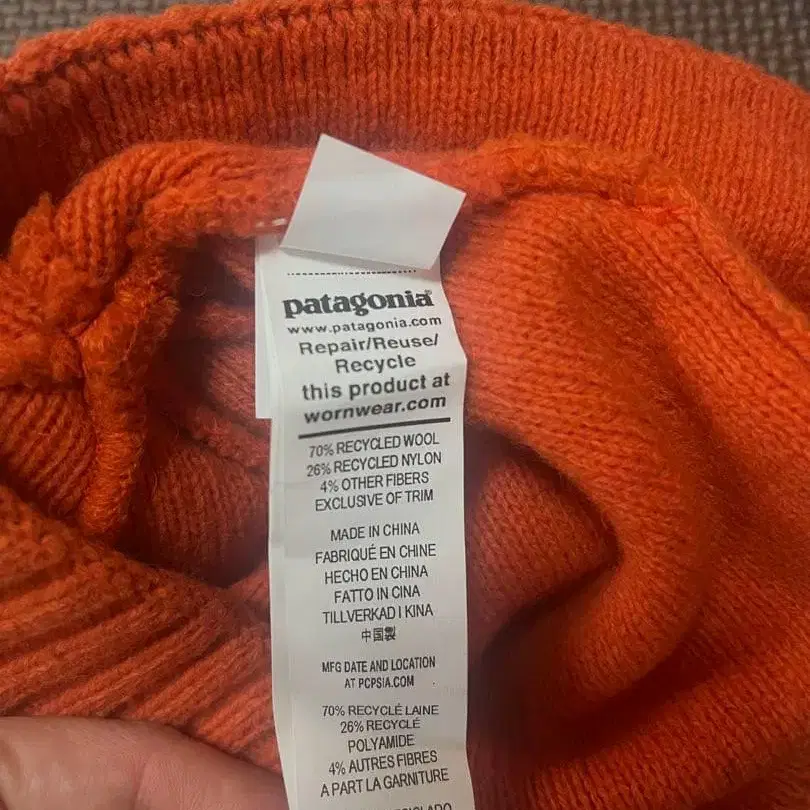 patagonia®
www.patagonia.com
Repair/Reuse/
Recycle
this product at
wornwear.com
70% RECYCLED WOOL
26% RECYCLED NYLON
4% OTHER FIBERS
EXCLUSIVE OF TRIM
MADE IN CHINA
FABRIQUÉ EN CHINE
HECHO EN CHINA
FATTO IN CINA
TILLVERKAD I KINA
中国製
MFG DATE AND LOCATION
AT PCPSIA.COM
70% RECYCLÉ LAINE
26% RECYCLÉ
POLYAMIDE
4% AUTRES FIBRES
A PART LA GARNITURE